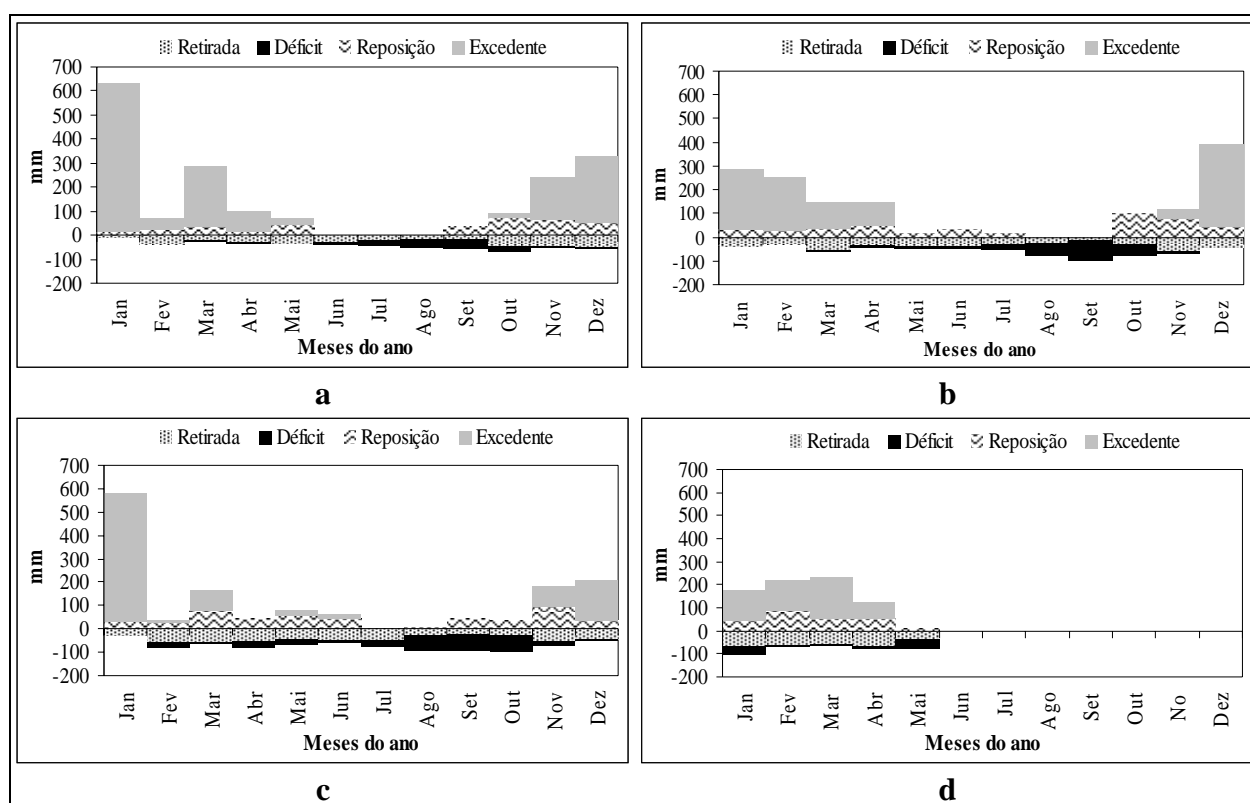 Retirada Déficit Reposição Excedente
700
600
500
400
300
200
100
0
-100
-200
mm
Jan Fev Mar Abr Mai Jun Jul Ago Set Out Nov Dez
Meses do ano
a
Retirada Déficit Reposição Excedente
700
600
500
400
300
200
100
0
-100
-200
mm
Jan Fev Mar Abr Mai Jun Jul Ago Set Out Nov Dez
Meses do ano
b
Retirada Déficit Reposição Excedente
700
600
500
400
300
200
100
0
-100
-200
mm
Jan Fev Mar Abr Mai Jun Jul Ago Set Out Nov Dez
Meses do ano
c
Retirada Déficit Reposição Excedente
700
600
500
400
300
200
100
0
-100
-200
mm
Jan Fev Mar Abr Mai Jun Jul Ago Set Out No Dez
Meses do ano
d